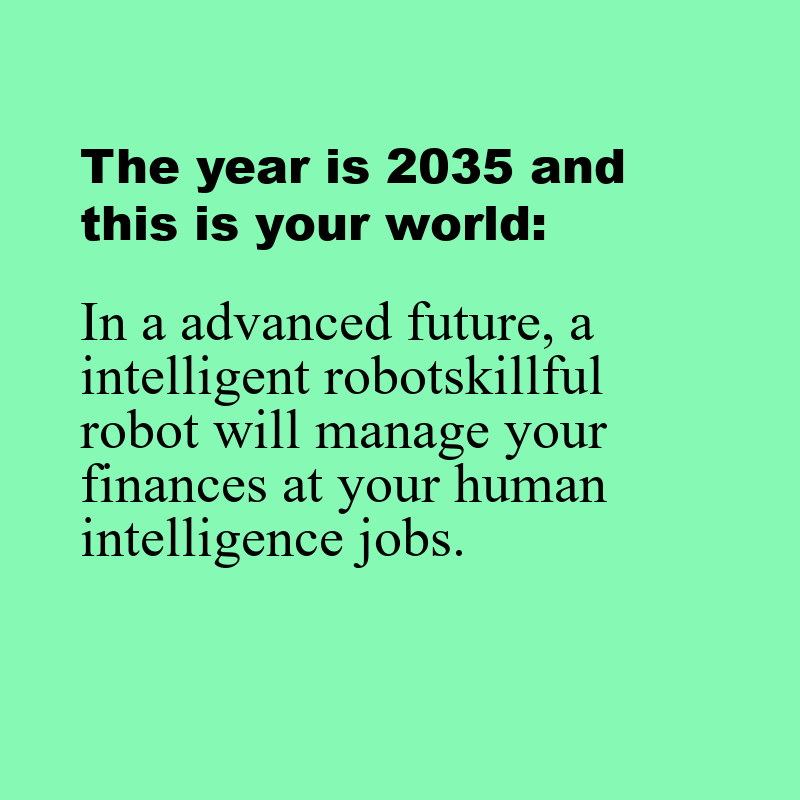 The year is 2035 and
this is your world:
In a advanced future, a
intelligent robotskillful
robot will manage your
finances at your human
intelligence jobs.